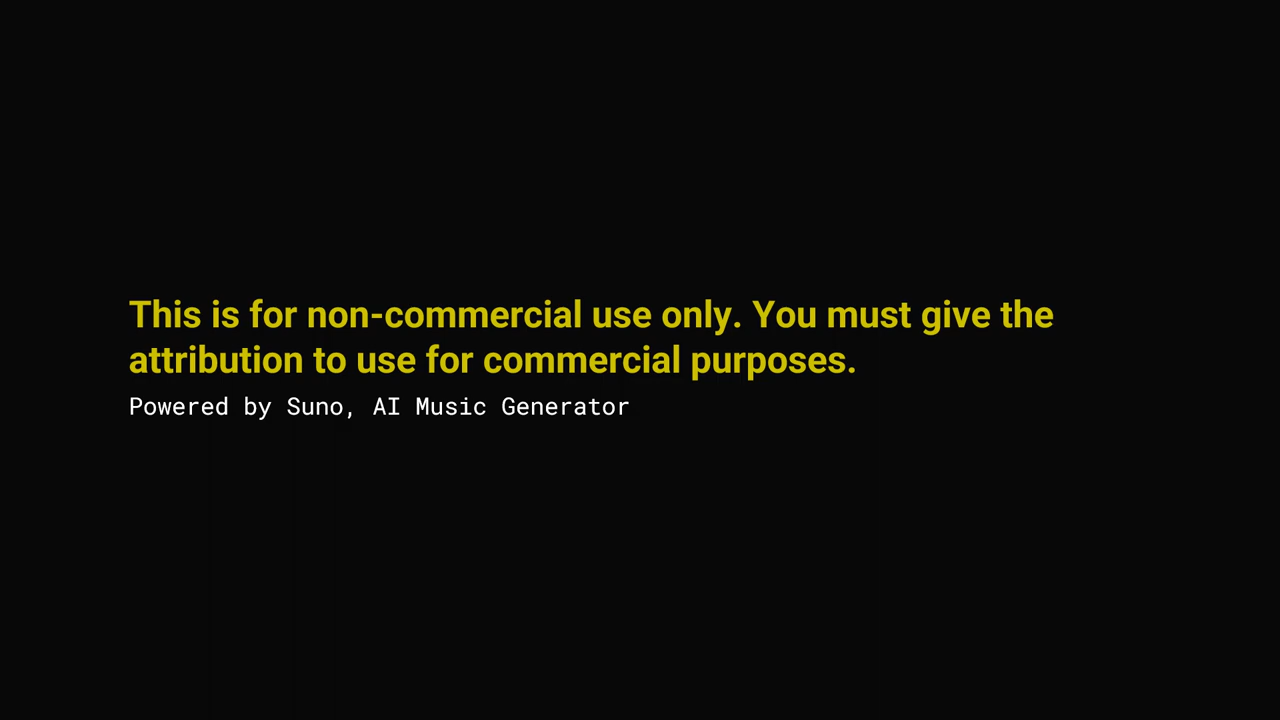 This is for non-commercial use only. You must give the
attribution to use for commercial purposes.
Powered by Suno, AI Music Generator